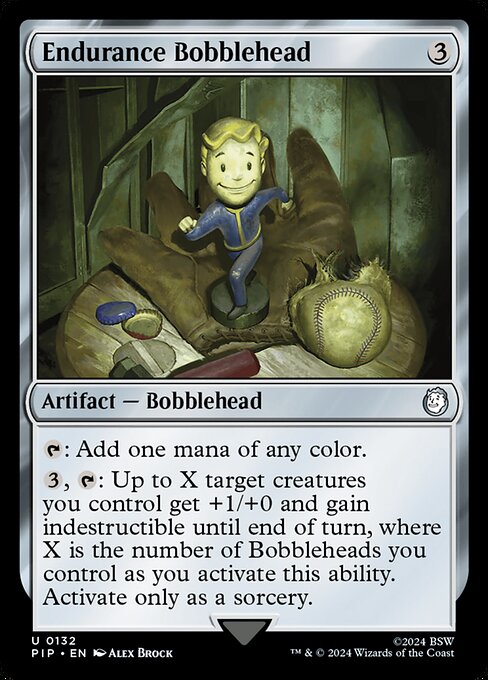 Endurance Bobblehead 3
Artifact — Bobblehead
: Add one mana of any color.
3, : Up to X target creatures
you control get +1/+0 and gain
indestructible until end of turn, where
X is the number of Bobbleheads you
control as you activate this ability.
Activate only as a sorcery.
U 0132 ©2024 BSW
PIP • EN Alex Brock ™ & © 2024 Wizards of the Coast